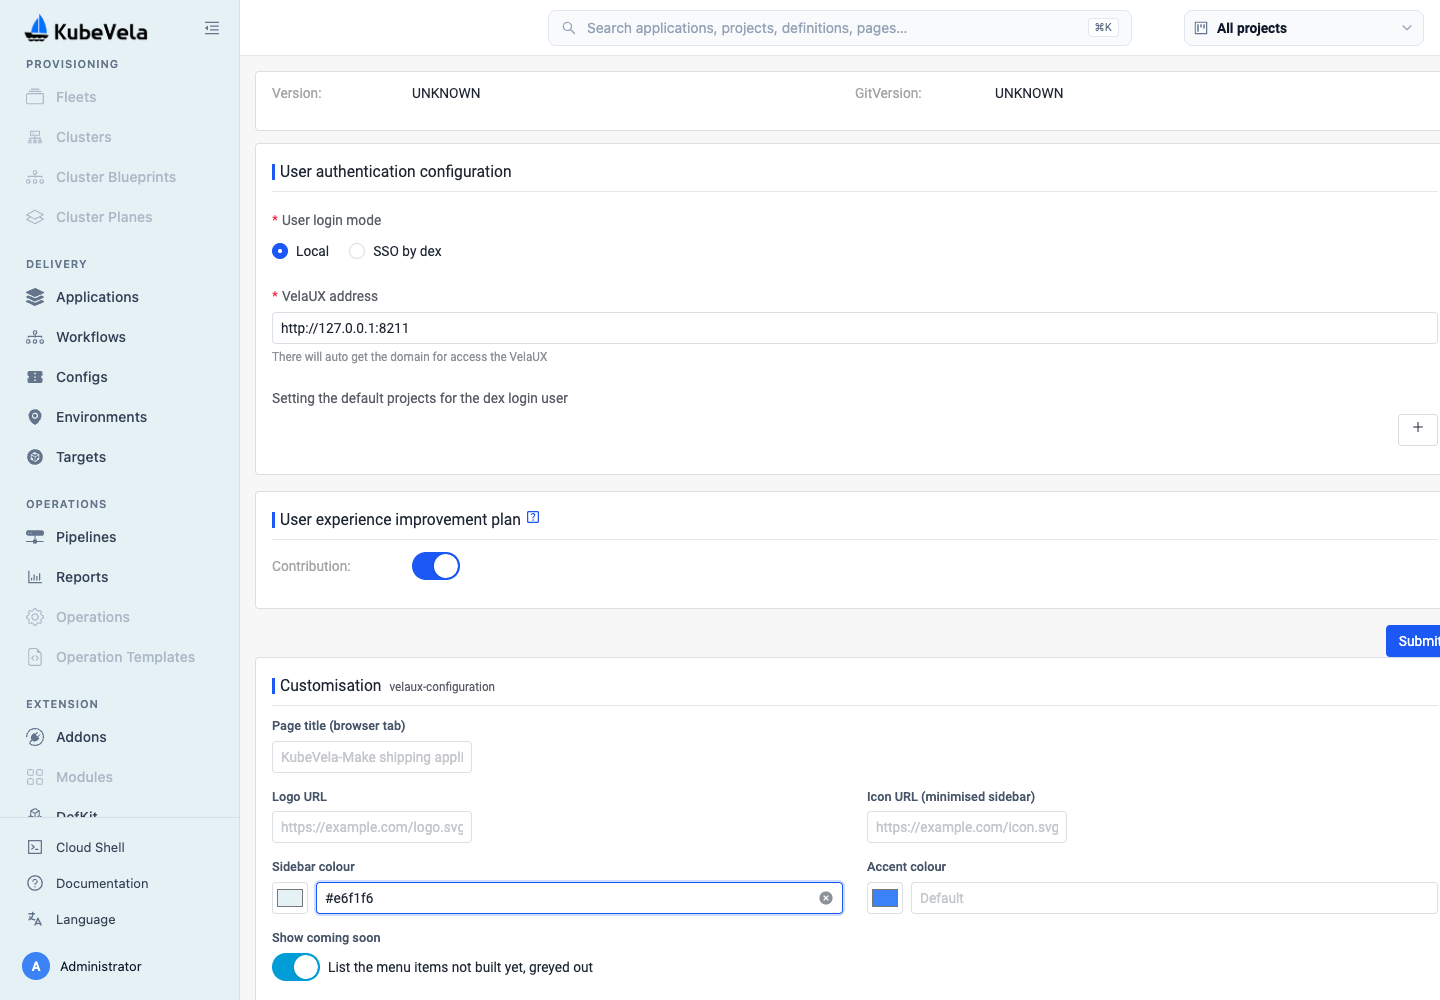 KubeVela
Search applications, projects, definitions, pages...
⌘K
All projects
PROVISIONING
Fleets
Clusters
Cluster Blueprints
Cluster Planes
DELIVERY
Applications
Workflows
Configs
Environments
Targets
OPERATIONS
Pipelines
Reports
Operations
Operation Templates
EXTENSION
Addons
Modules
DefKit
Cloud Shell
Documentation
Language
A Administrator
Version: UNKNOWN GitVersion: UNKNOWN
User authentication configuration
* User login mode
Local SSO by dex
* VelaUX address
http://127.0.0.1:8211
There will auto get the domain for access the VelaUX
Setting the default projects for the dex login user
+
User experience improvement plan ?
Contribution:
Submit
Customisation velaux-configuration
Page title (browser tab)
KubeVela-Make shipping appli
Logo URL Icon URL (minimised sidebar)
https://example.com/logo.svg https://example.com/icon.svg
Sidebar colour Accent colour
#e6f1f6 Default
Show coming soon
List the menu items not built yet, greyed out